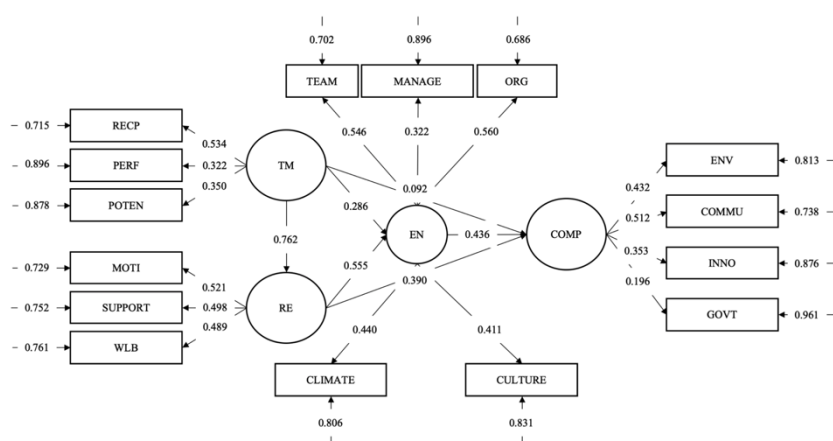 0.702
0.896
0.686
TEAM
MANAGE
ORG
0.715
RECP
0.896
PERF
0.878
POTEN
0.534
0.322
0.350
TM
0.546
0.322
0.560
0.092
0.286
0.762
EN
0.436
COMP
0.555
0.390
0.729
MOTI
0.752
SUPPORT
0.761
WLB
0.521
0.498
0.489
RE
0.440
0.411
CLIMATE
CULTURE
0.806
0.831
0.432
0.512
0.353
0.196
ENV
0.813
COMMU
0.738
INNO
0.876
GOVT
0.961